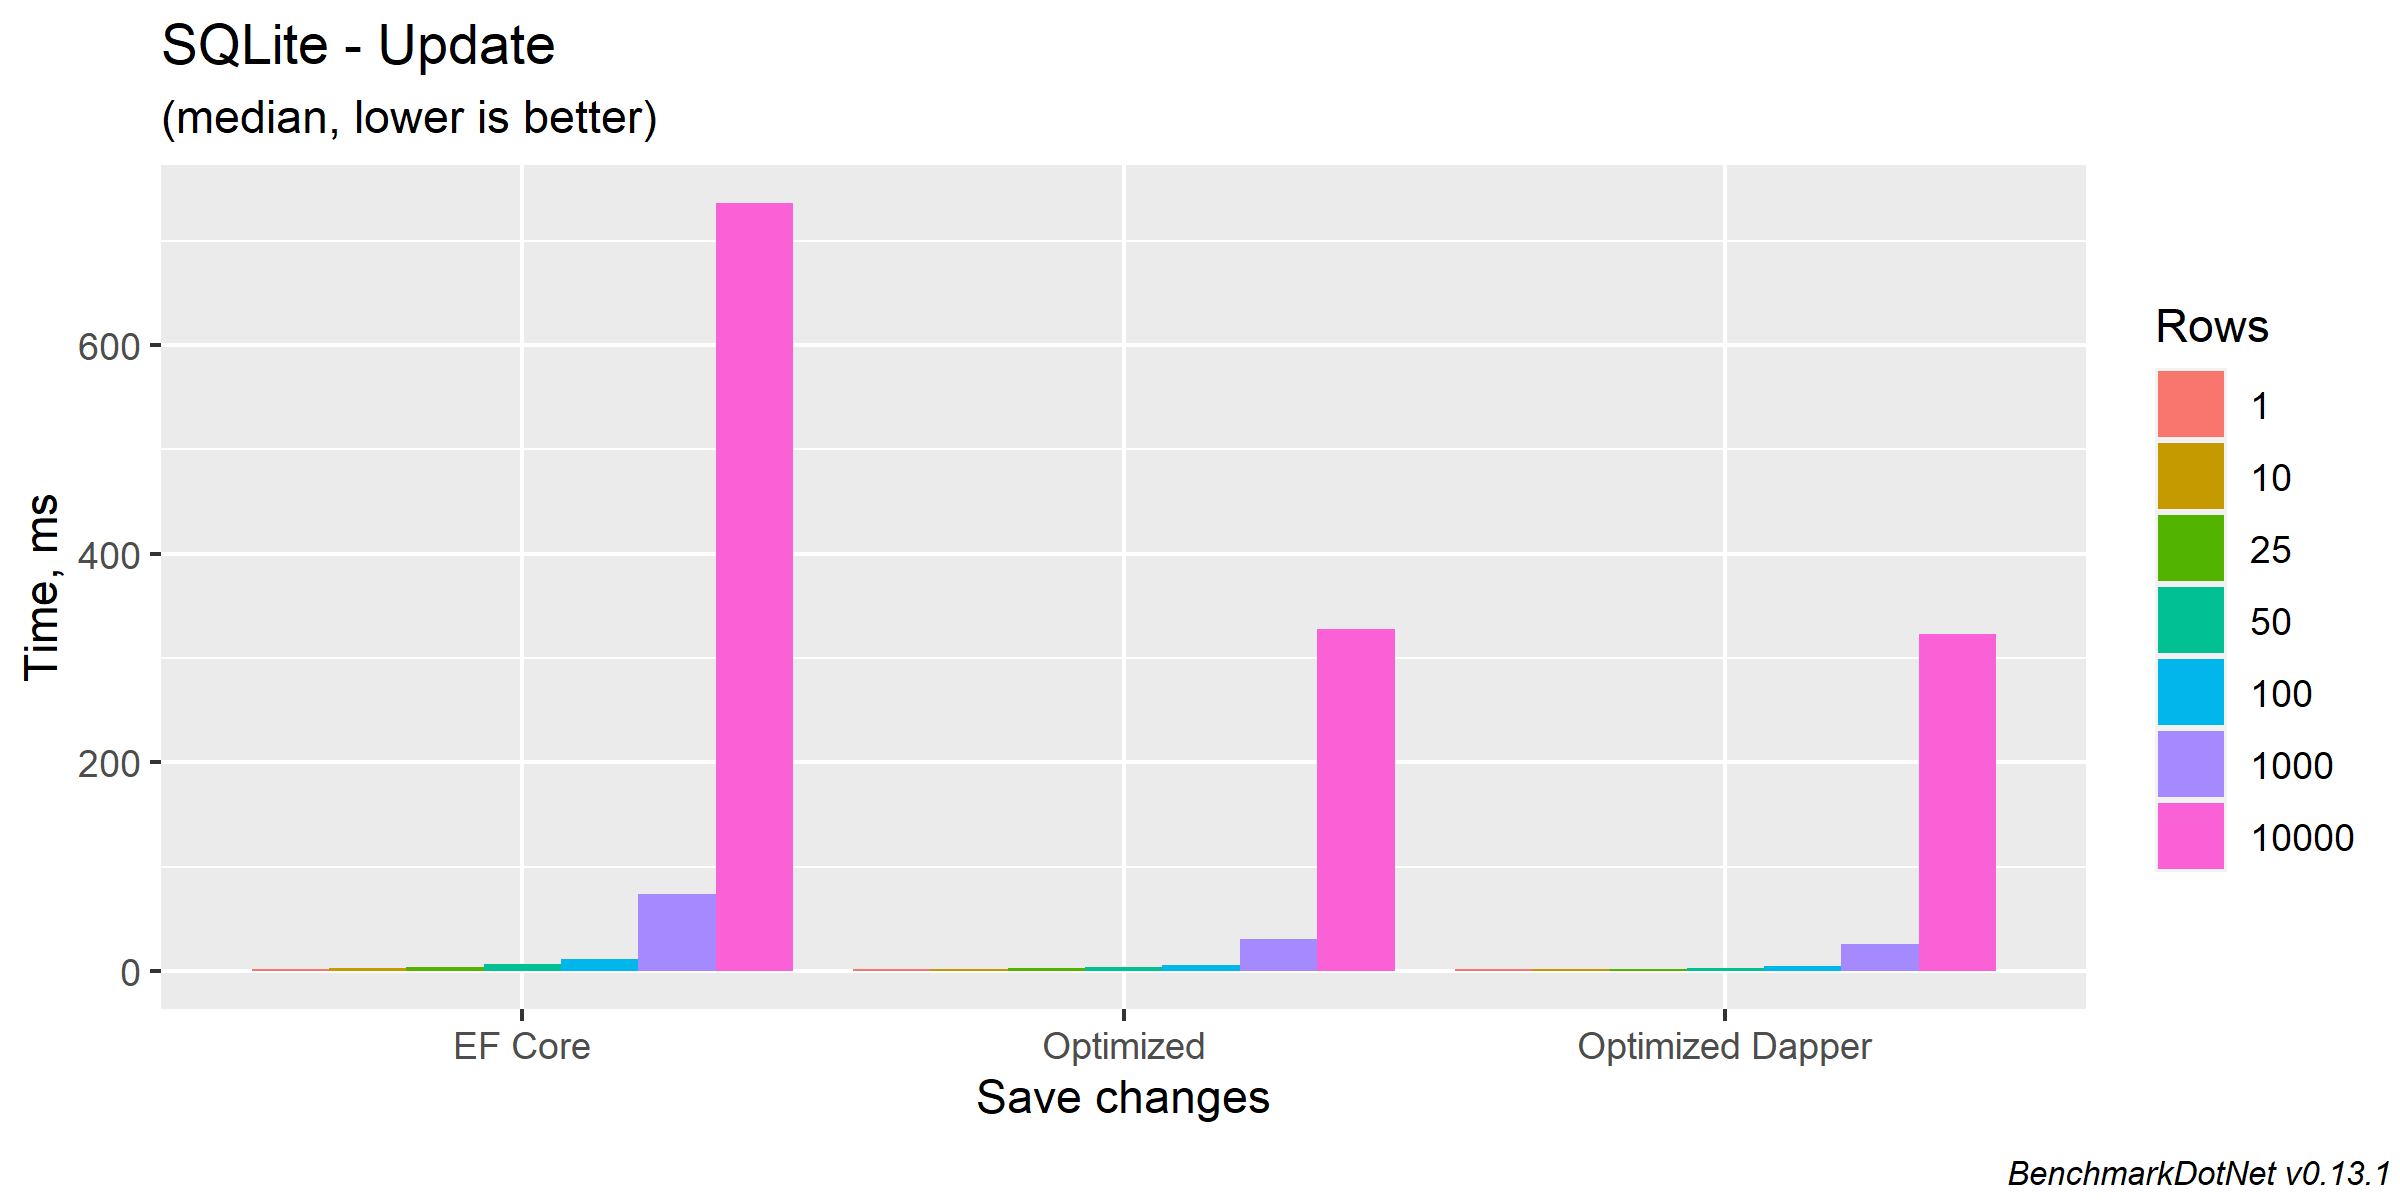 SQLite - Update
(median, lower is better)
Time, ms
600
400
200
0
EF Core
Optimized
Optimized Dapper
Save changes
Rows
1
10
25
50
100
1000
10000
BenchmarkDotNet v0.13.1